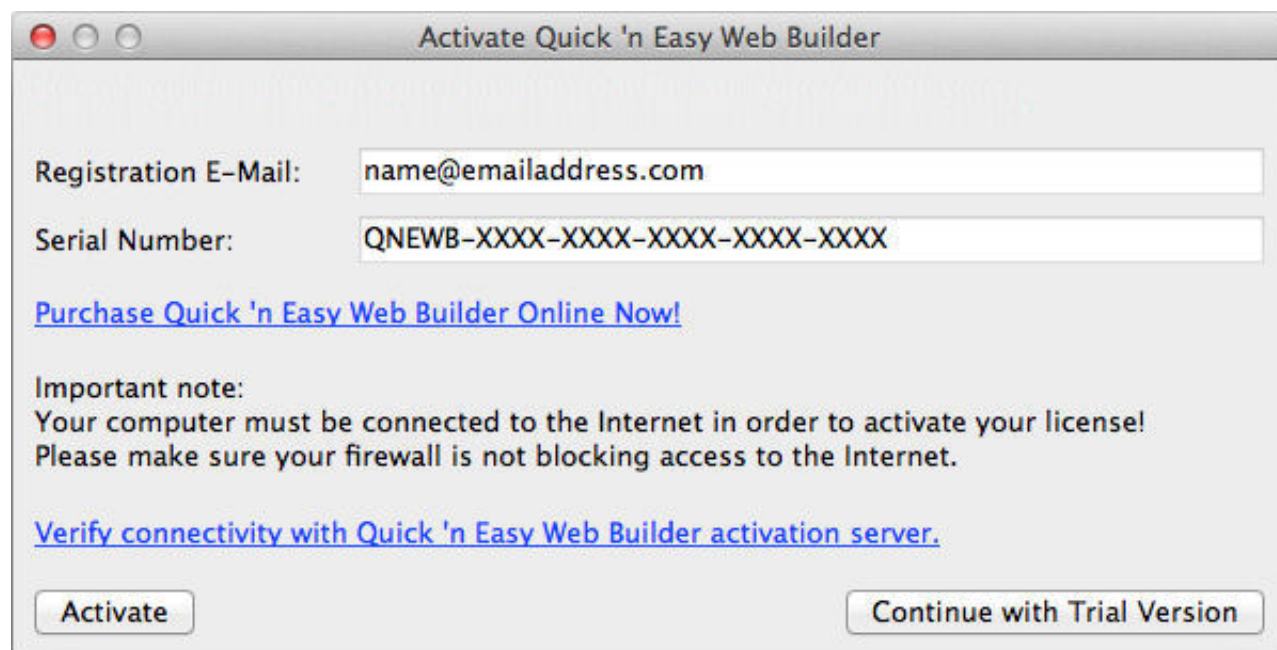 Activate Quick 'n Easy Web Builder
Registration E-Mail: name@emailaddress.com
Serial Number: QNEWB-XXXX-XXXX-XXXX-XXXX-XXXX
Purchase Quick 'n Easy Web Builder Online Now!
Important note:
Your computer must be connected to the Internet in order to activate your license!
Please make sure your firewall is not blocking access to the Internet.
Verify connectivity with Quick 'n Easy Web Builder activation server.
Activate Continue with Trial Version